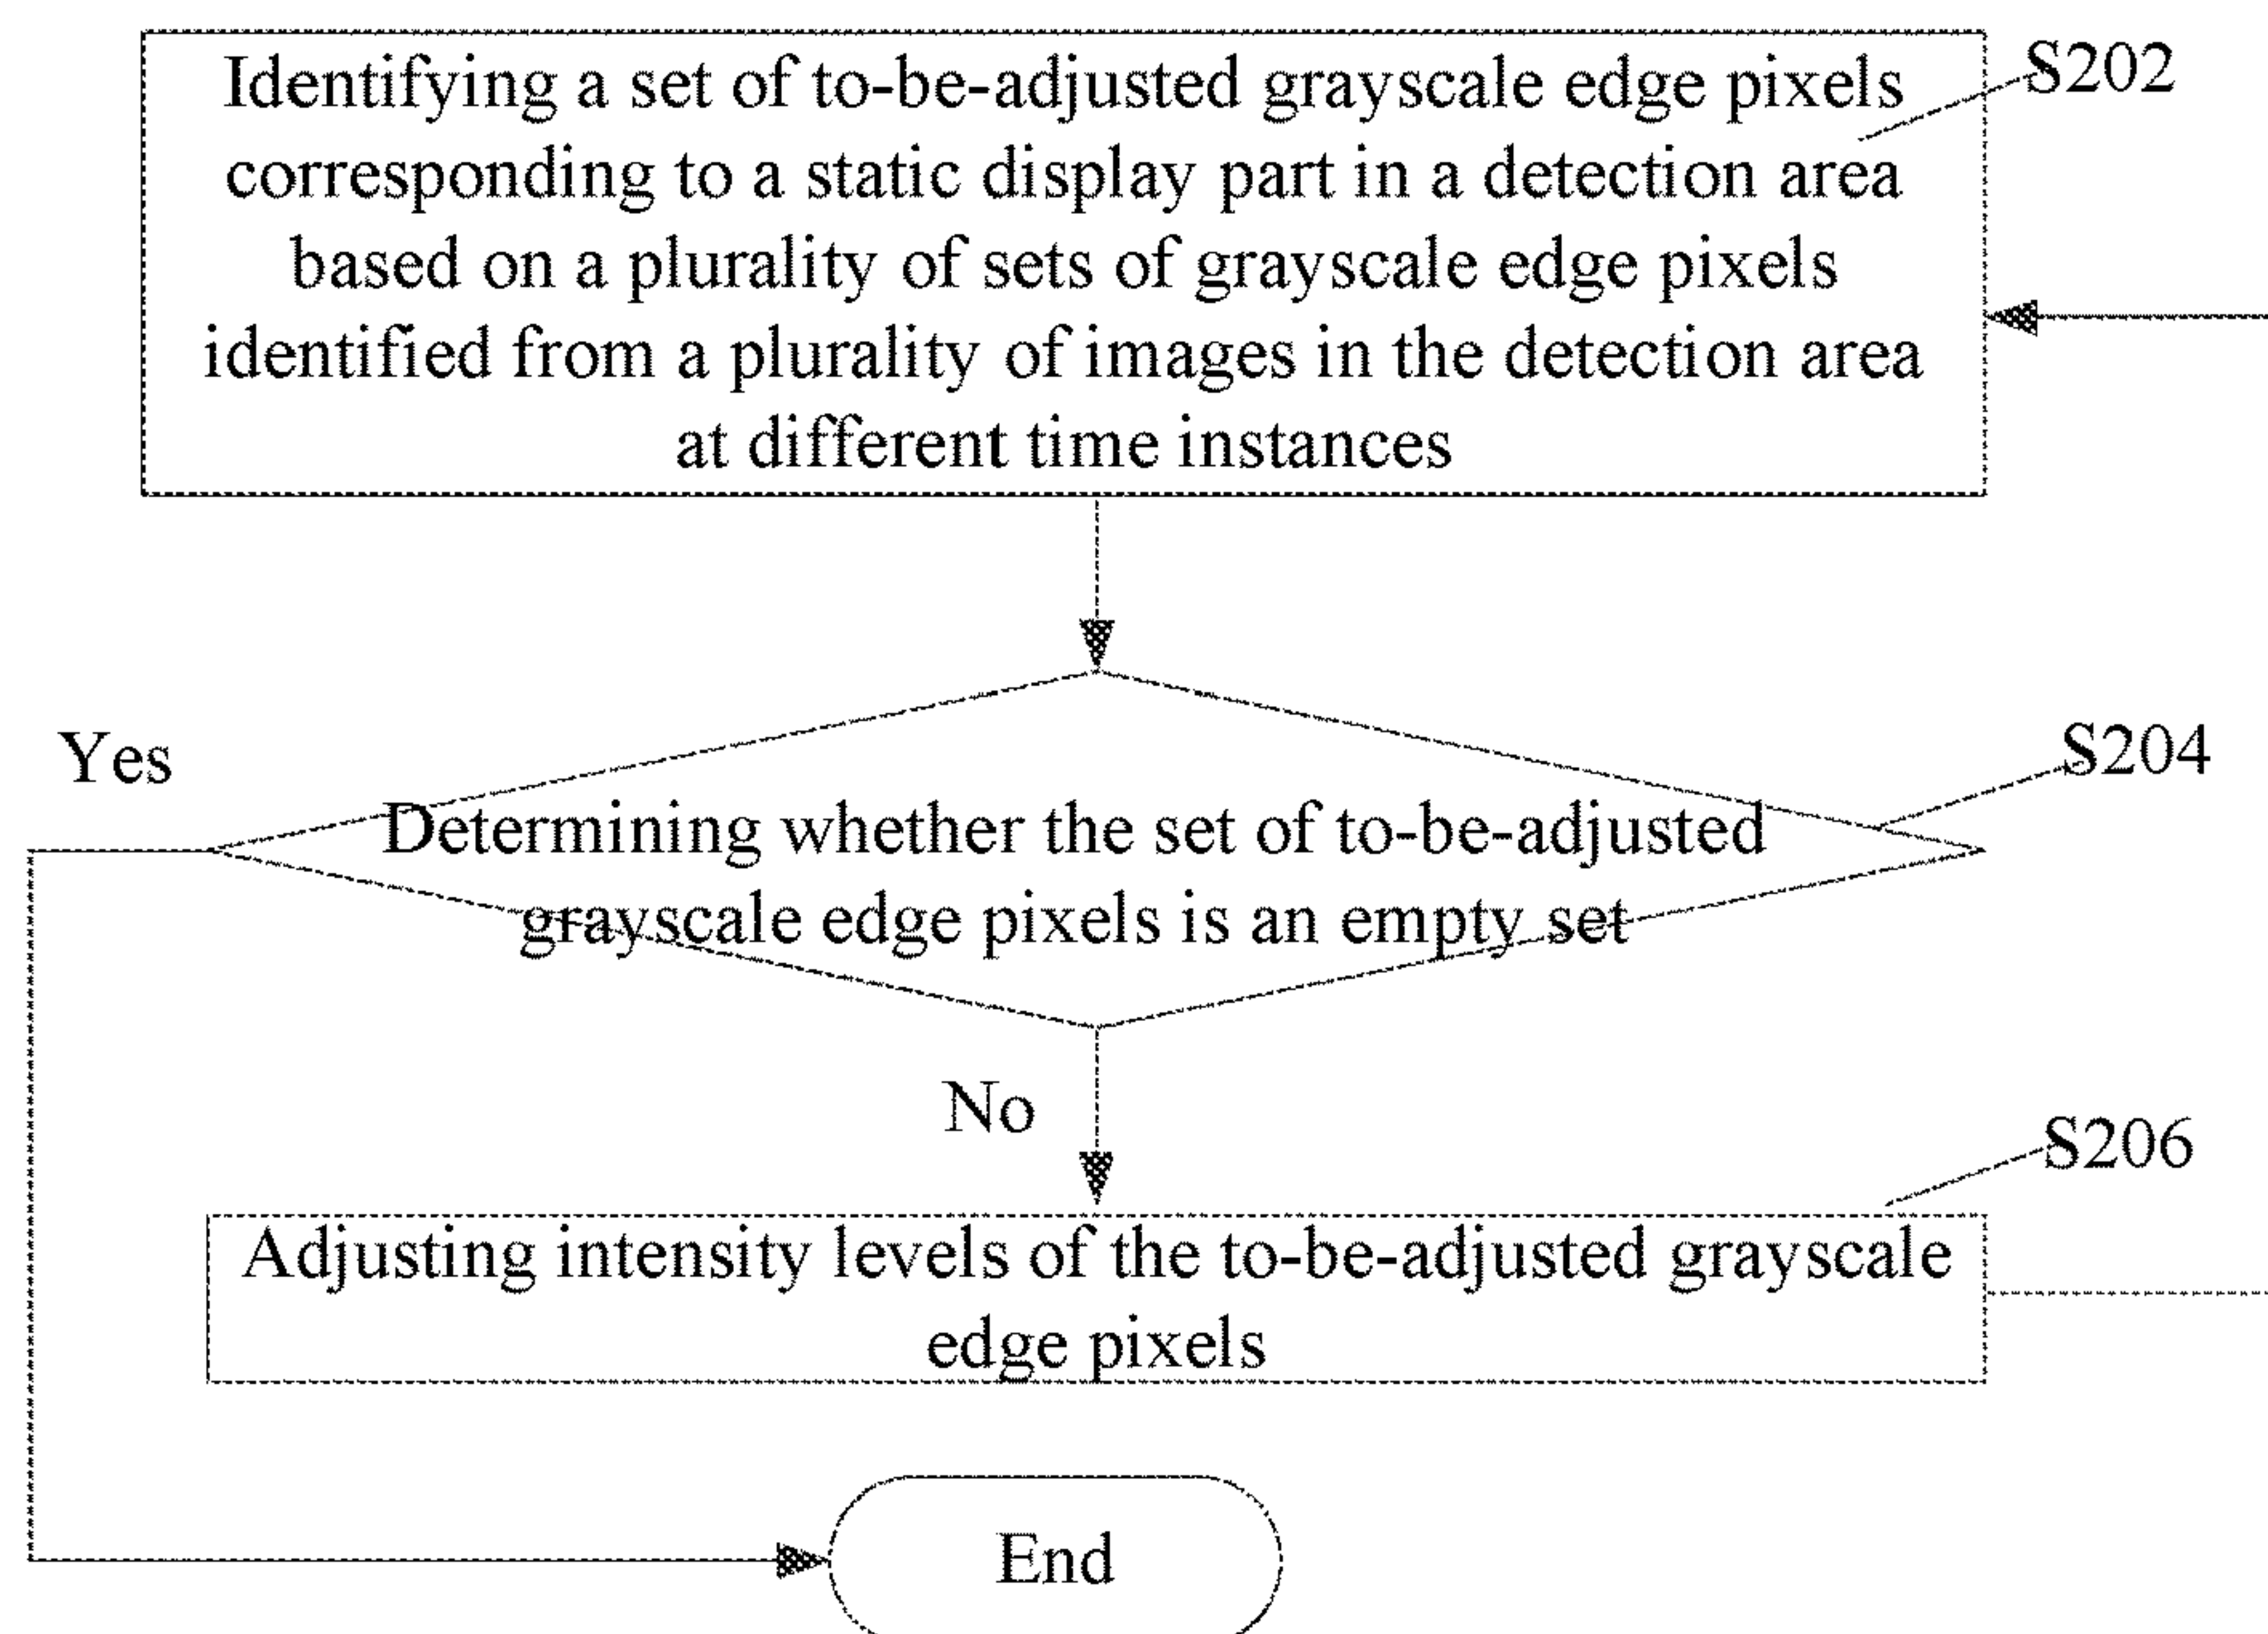 Identifying a set of to-be-adjusted grayscale edge pixels
S202
corresponding to a static display part in a detection area
based on a plurality of sets of grayscale edge pixels
identified from a plurality of images in the detection area
at different time instances
Yes
S204
Determining whether the set of to-be-adjusted
grayscale edge pixels is an empty set
No
S206
Adjusting intensity levels of the to-be-adjusted grayscale
edge pixels
End